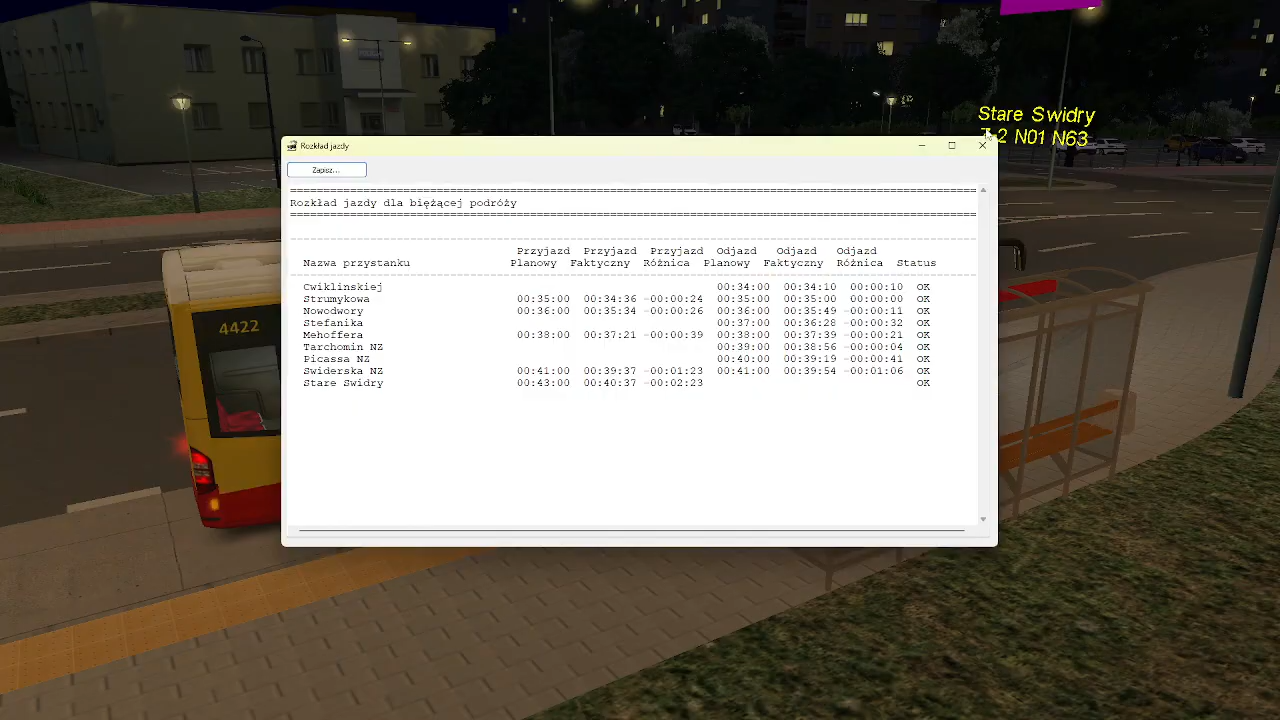 Stare Swidry
T-2 N01 N63
Rozkład jazdy
Zapisz...
Rozkład jazdy dla bieżącej podróży
Przyjazd Przyjazd Przyjazd Odjazd Odjazd Odjazd
Nazwa przystanku Planowy Faktyczny Różnica Planowy Faktyczny Różnica Status
Cwiklinskiej 00:34:00 00:34:10 00:00:10 OK
Strumykowa 00:35:00 00:34:36 -00:00:24 00:35:00 00:35:00 00:00:00 OK
Nowodwory 00:36:00 00:35:34 -00:00:26 00:36:00 00:35:49 -00:00:11 OK
Stefanika 00:37:00 00:36:28 -00:00:32 OK
Mehoffera 00:38:00 00:37:21 -00:00:39 00:38:00 00:37:39 -00:00:21 OK
Tarchomin NZ 00:39:00 00:38:56 -00:00:04 OK
Picassa NZ 00:40:00 00:39:19 -00:00:41 OK
Swiderska NZ 00:41:00 00:39:37 -00:01:23 00:41:00 00:39:54 -00:01:06 OK
Stare Swidry 00:43:00 00:40:37 -00:02:23 OK
4422